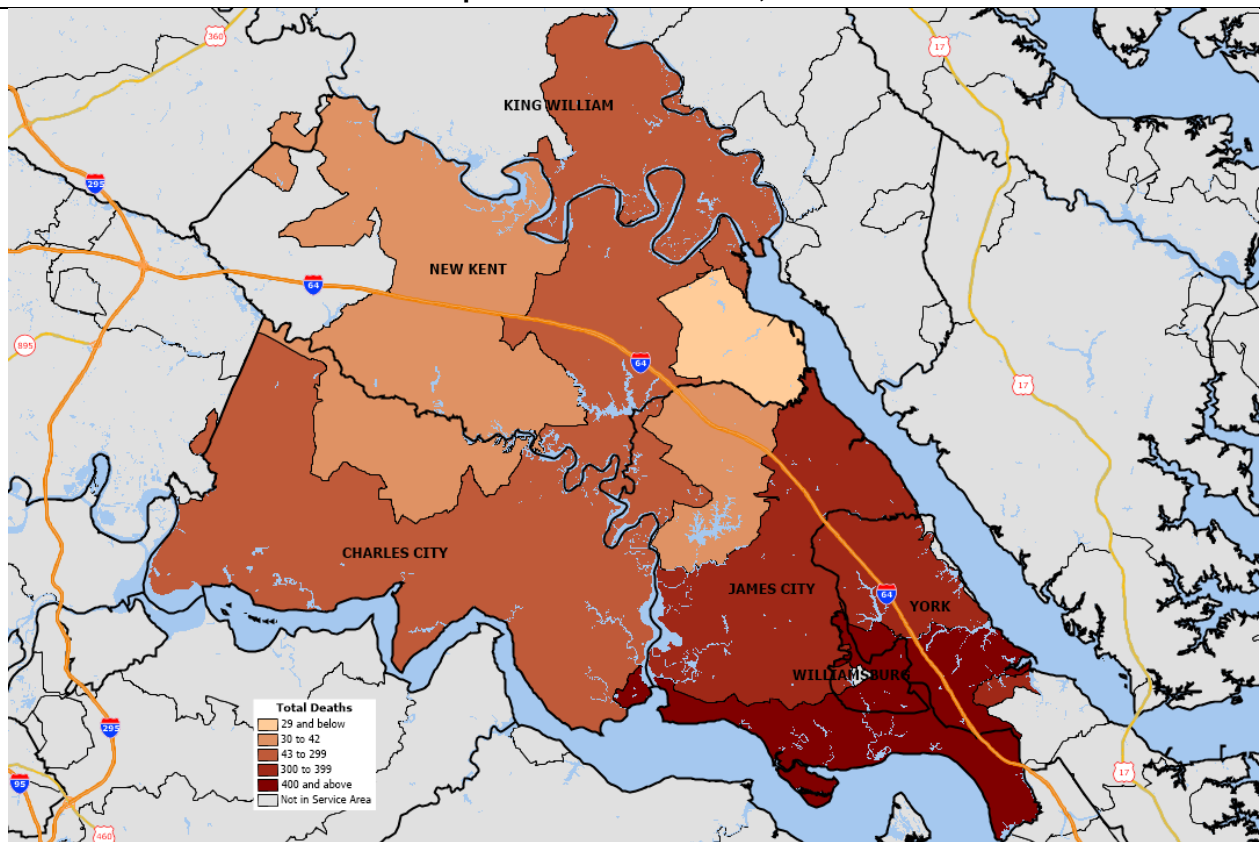 360
17
KING WILLIAM
295
NEW KENT
64
17
895
64
17
CHARLES CITY
JAMES CITY
64
YORK
WILLIAMSBURG
Total Deaths
29 and below
30 to 42
43 to 299
300 to 399
400 and above
Not in Service Area
295
17
95
460